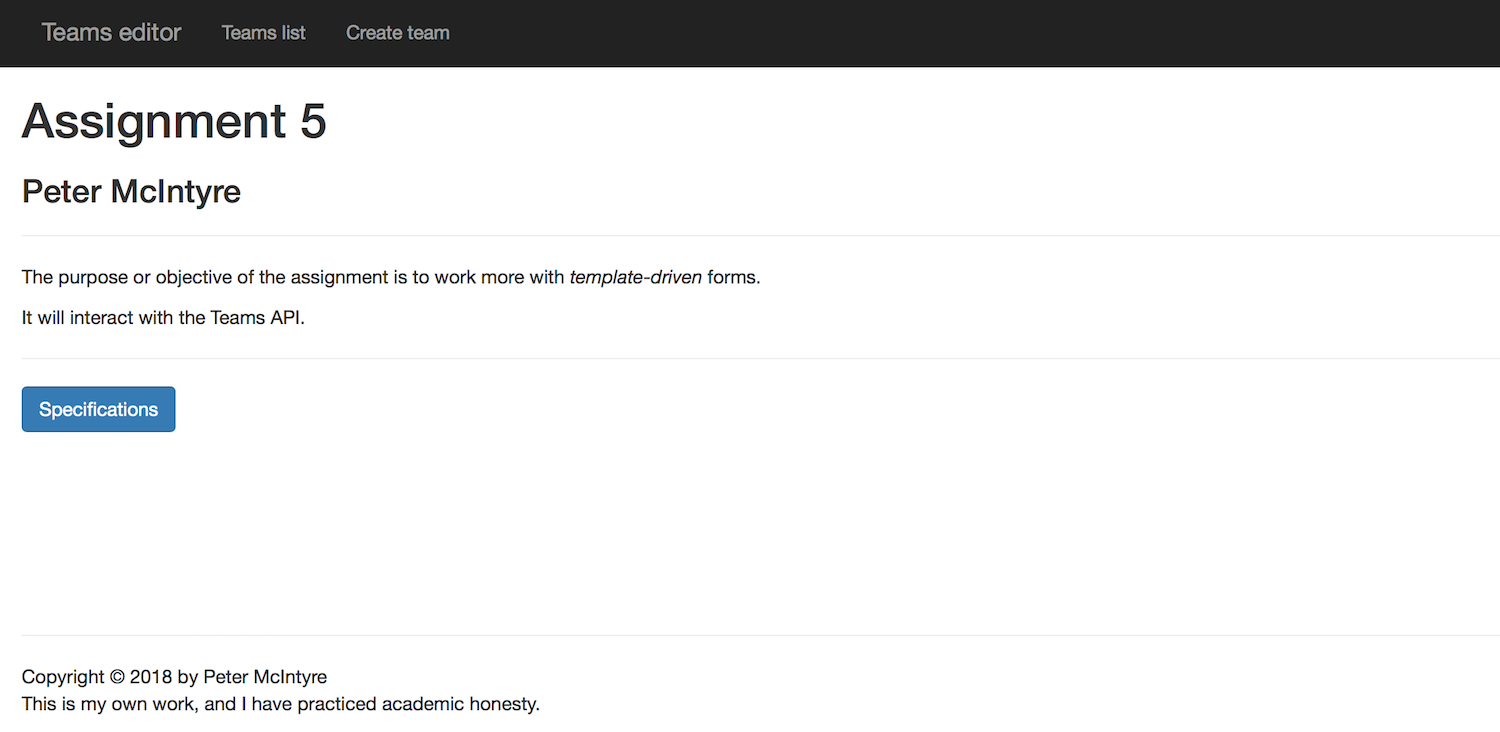 Teams editor Teams list Create team
Assignment 5
Peter McIntyre
The purpose or objective of the assignment is to work more with template-driven forms.
It will interact with the Teams API.
Specifications
Copyright © 2018 by Peter McIntyre
This is my own work, and I have practiced academic honesty.